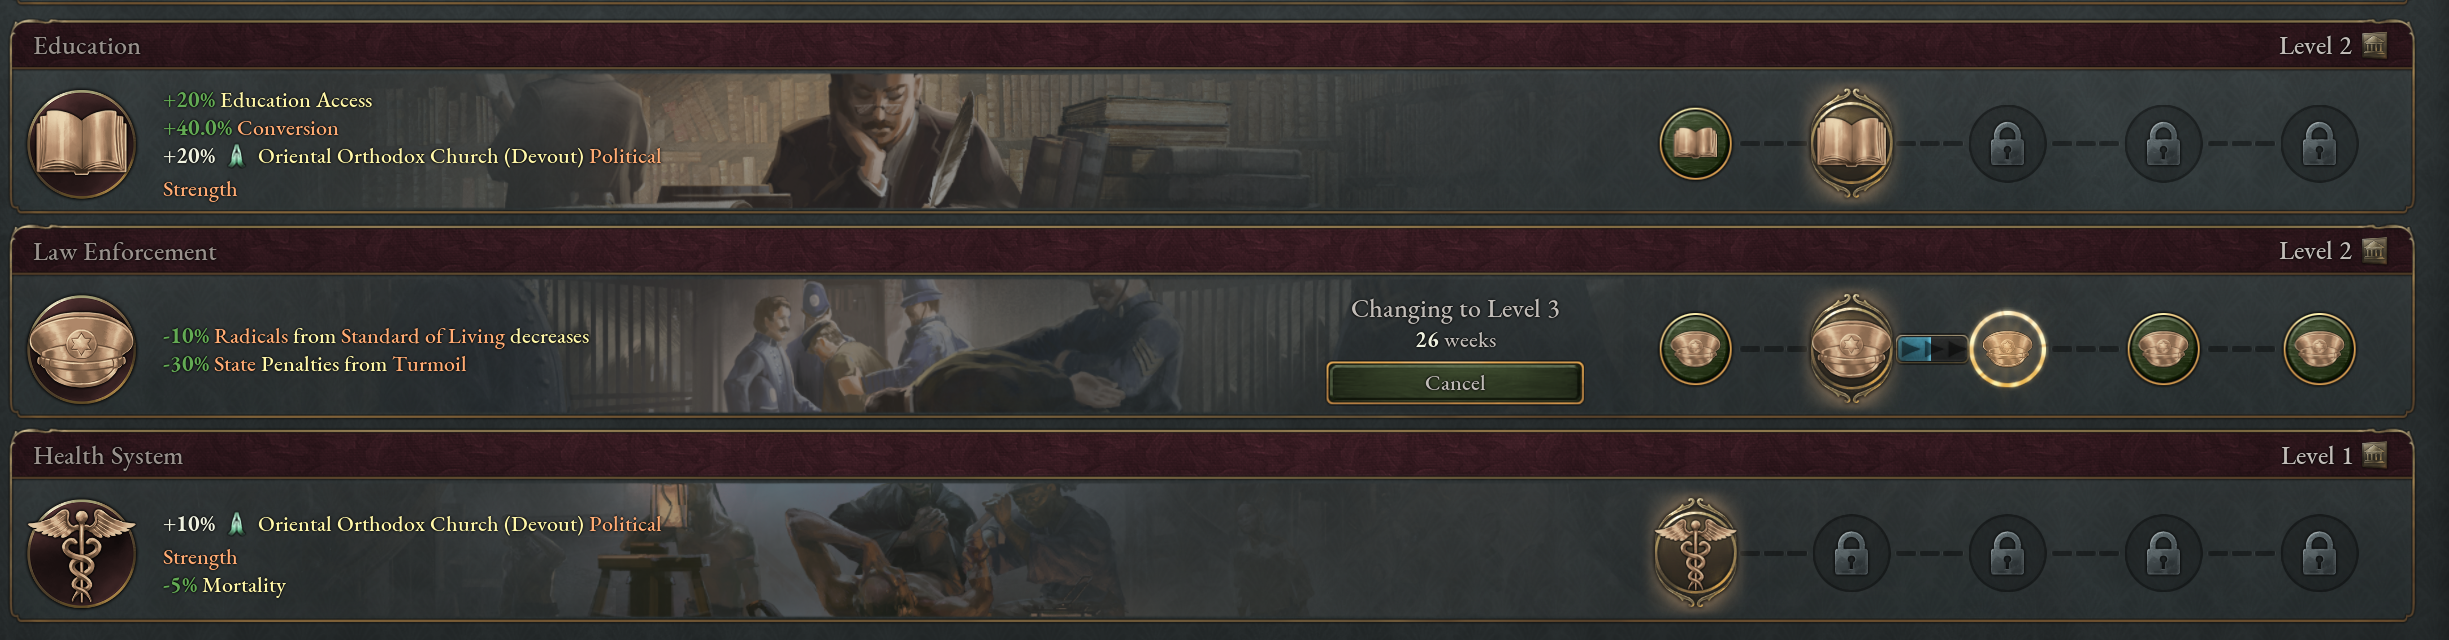 Education
Level 2
+20% Education Access
+40.0% Conversion
+20% Oriental Orthodox Church (Devout) Political
Strength
Law Enforcement
Level 2
-10% Radicals from Standard of Living decreases
-30% State Penalties from Turmoil
Changing to Level 3
26 weeks
Cancel
Health System
Level 1
+10% Oriental Orthodox Church (Devout) Political
Strength
-5% Mortality